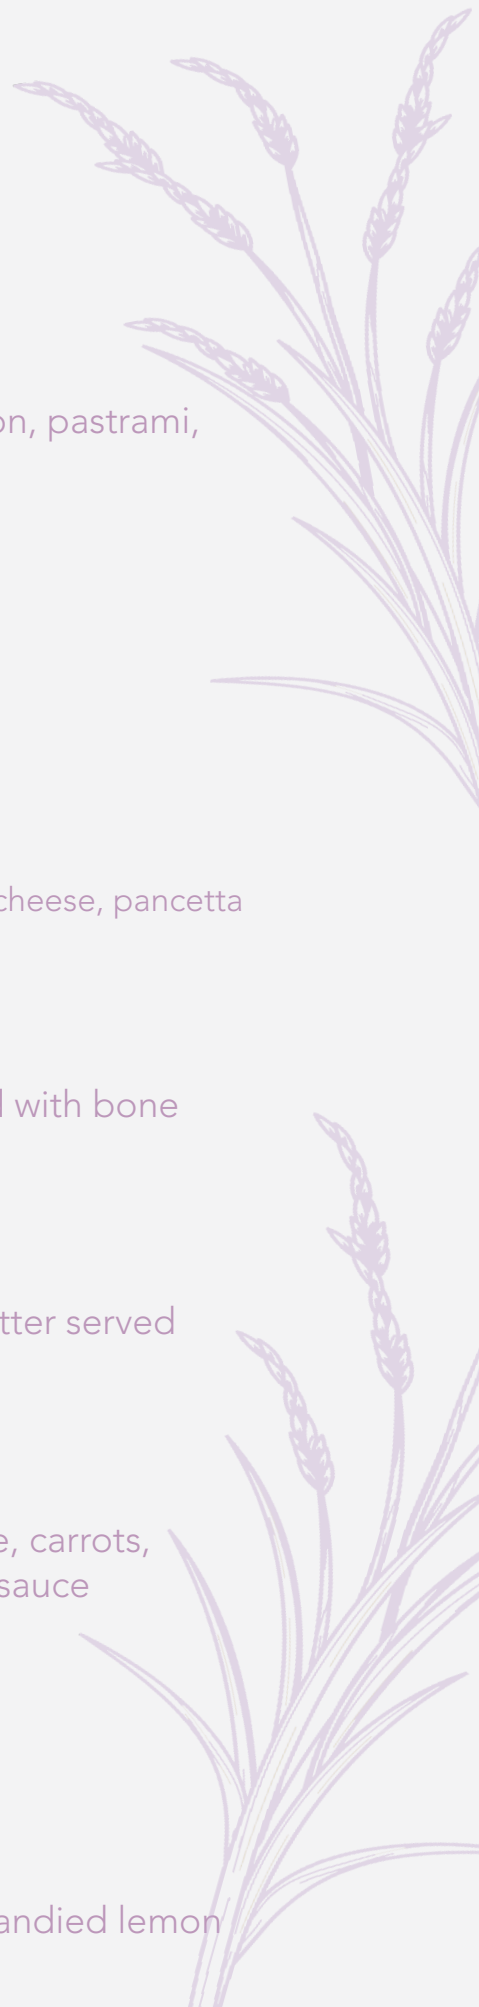 on, pastrami,
cheese, pancetta
with bone
tter served
, carrots,
sauce
andied lemon